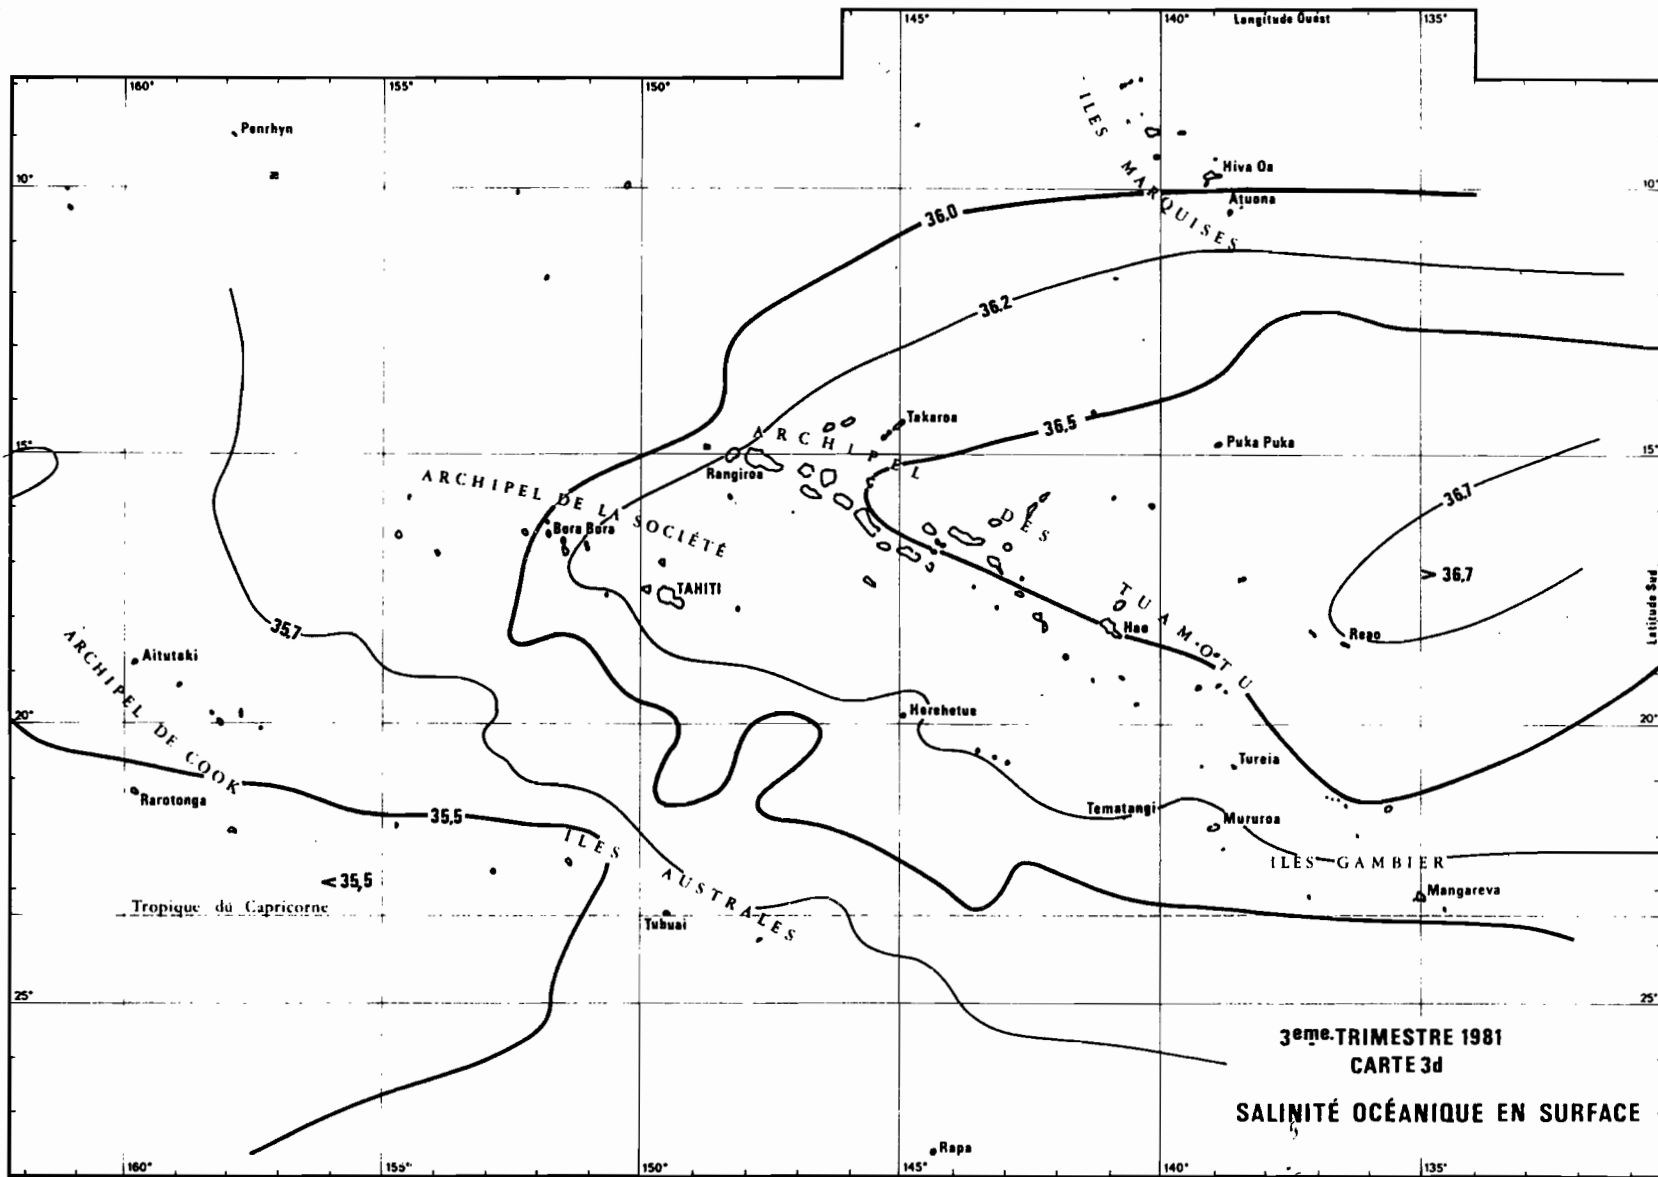 145° 140° Longitude Ouest 135°
160° 155° 150°
Penrhyn
ILES MARQUISES
Hiva Oa
10° 10°
Atuona
36,0
36,2
Takaroa
36,5
ARCHIPEL DES TUAMOTU
Puka Puka
15° 15°
Rangiroa
ARCHIPEL DE LA SOCIÉTÉ
36,7
Bora Bora
> 36,7
TAHITI
Latitude Sud
35,7
Hao
Reao
ARCHIPEL DE COOK
Aitutaki
Herehetue
20° 20°
Tureia
Rarotonga
Tematangi
Mururoa
35,5
ILES AUSTRALES
ILES GAMBIER
< 35,5
Mangareva
Tropique du Capricorne
Tubuai
25° 25°
3eme. TRIMESTRE 1981
CARTE 3d
SALINITÉ OCÉANIQUE EN SURFACE
Rapa
160° 155° 150° 145° 140° 135°